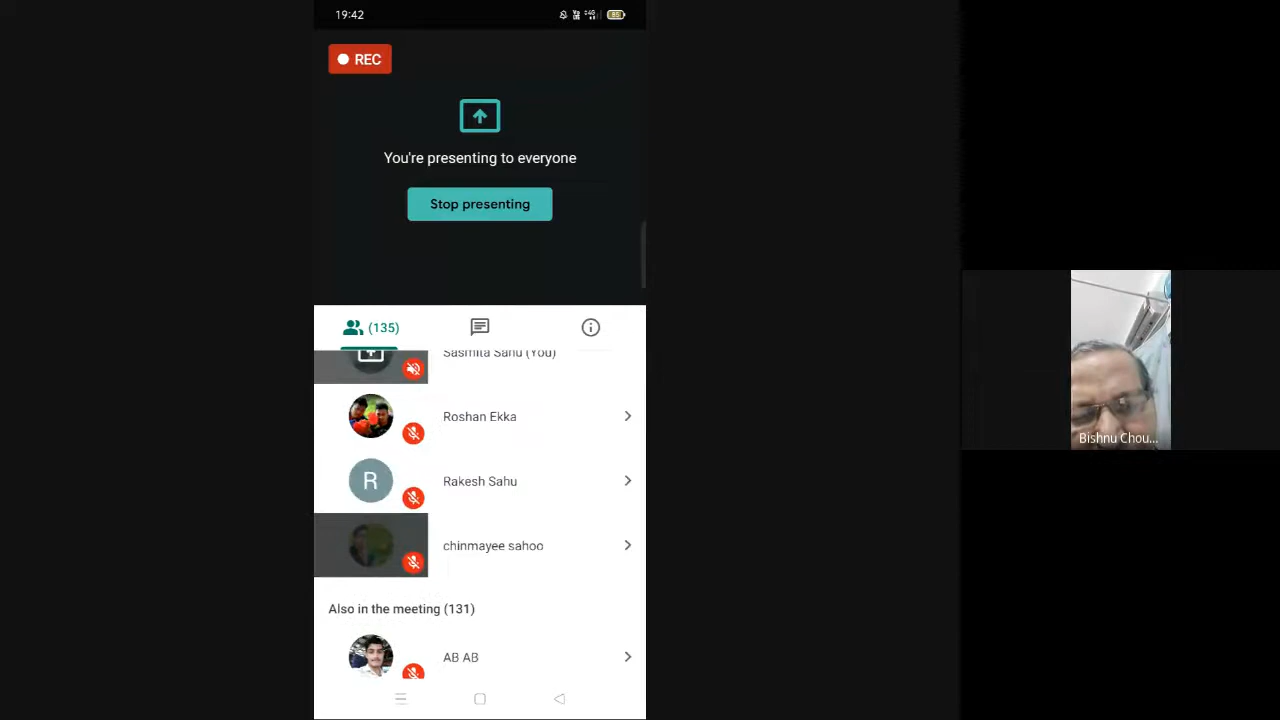 19:42
REC
You're presenting to everyone
Stop presenting
(135)
Sasmita Sahu (You)
Roshan Ekka
R
Rakesh Sahu
chinmayee sahoo
Also in the meeting (131)
AB AB
Bishnu Chou...